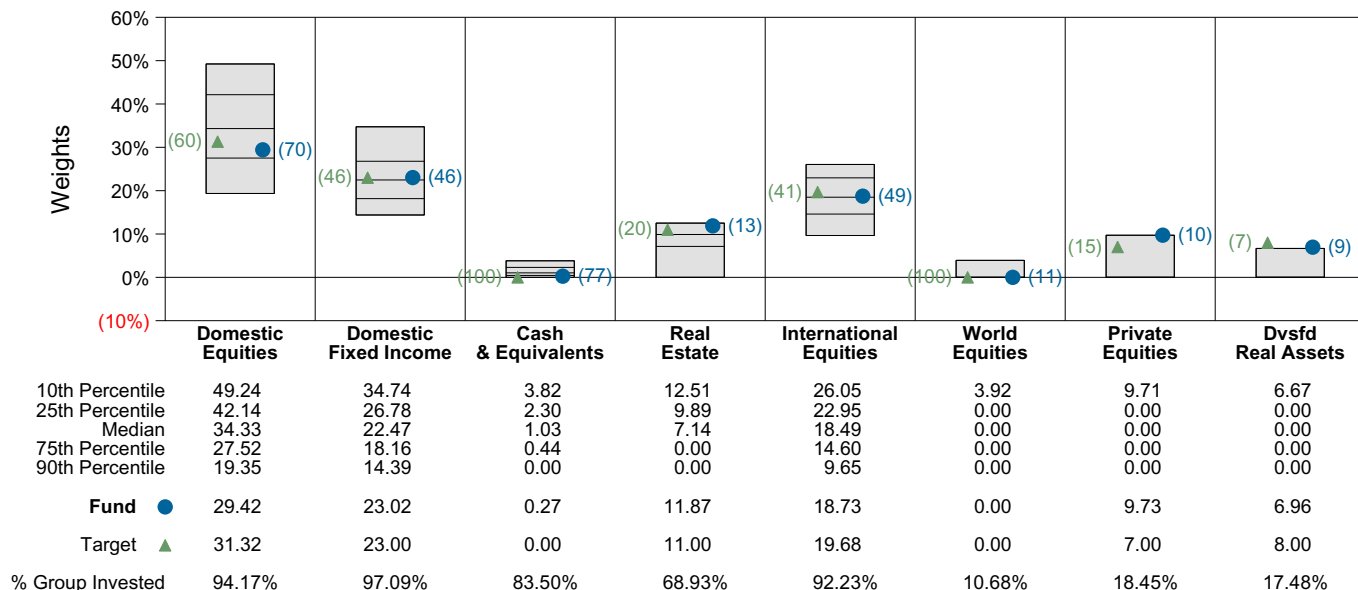 60%
50%
40%
30%
20%
10%
0%
(10%)
Weights
(60) (70)
(46) (46)
(100) (77)
(20) (13)
(41) (49)
(100) (11)
(15) (10)
(7) (9)
Domestic Equities
Domestic Fixed Income
Cash & Equivalents
Real Estate
International Equities
World Equities
Private Equities
Dvsfd Real Assets
10th Percentile 49.24 34.74 3.82 12.51 26.05 3.92 9.71 6.67
25th Percentile 42.14 26.78 2.30 9.89 22.95 0.00 0.00 0.00
Median 34.33 22.47 1.03 7.14 18.49 0.00 0.00 0.00
75th Percentile 27.52 18.16 0.44 0.00 14.60 0.00 0.00 0.00
90th Percentile 19.35 14.39 0.00 0.00 9.65 0.00 0.00 0.00
Fund 29.42 23.02 0.27 11.87 18.73 0.00 9.73 6.96
Target 31.32 23.00 0.00 11.00 19.68 0.00 7.00 8.00
% Group Invested 94.17% 97.09% 83.50% 68.93% 92.23% 10.68% 18.45% 17.48%